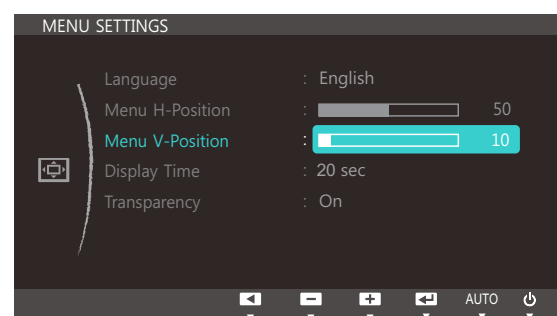 MENU SETTINGS
Language : English
Menu H-Position : 50
Menu V-Position : 10
Display Time : 20 sec
Transparency : On
AUTO